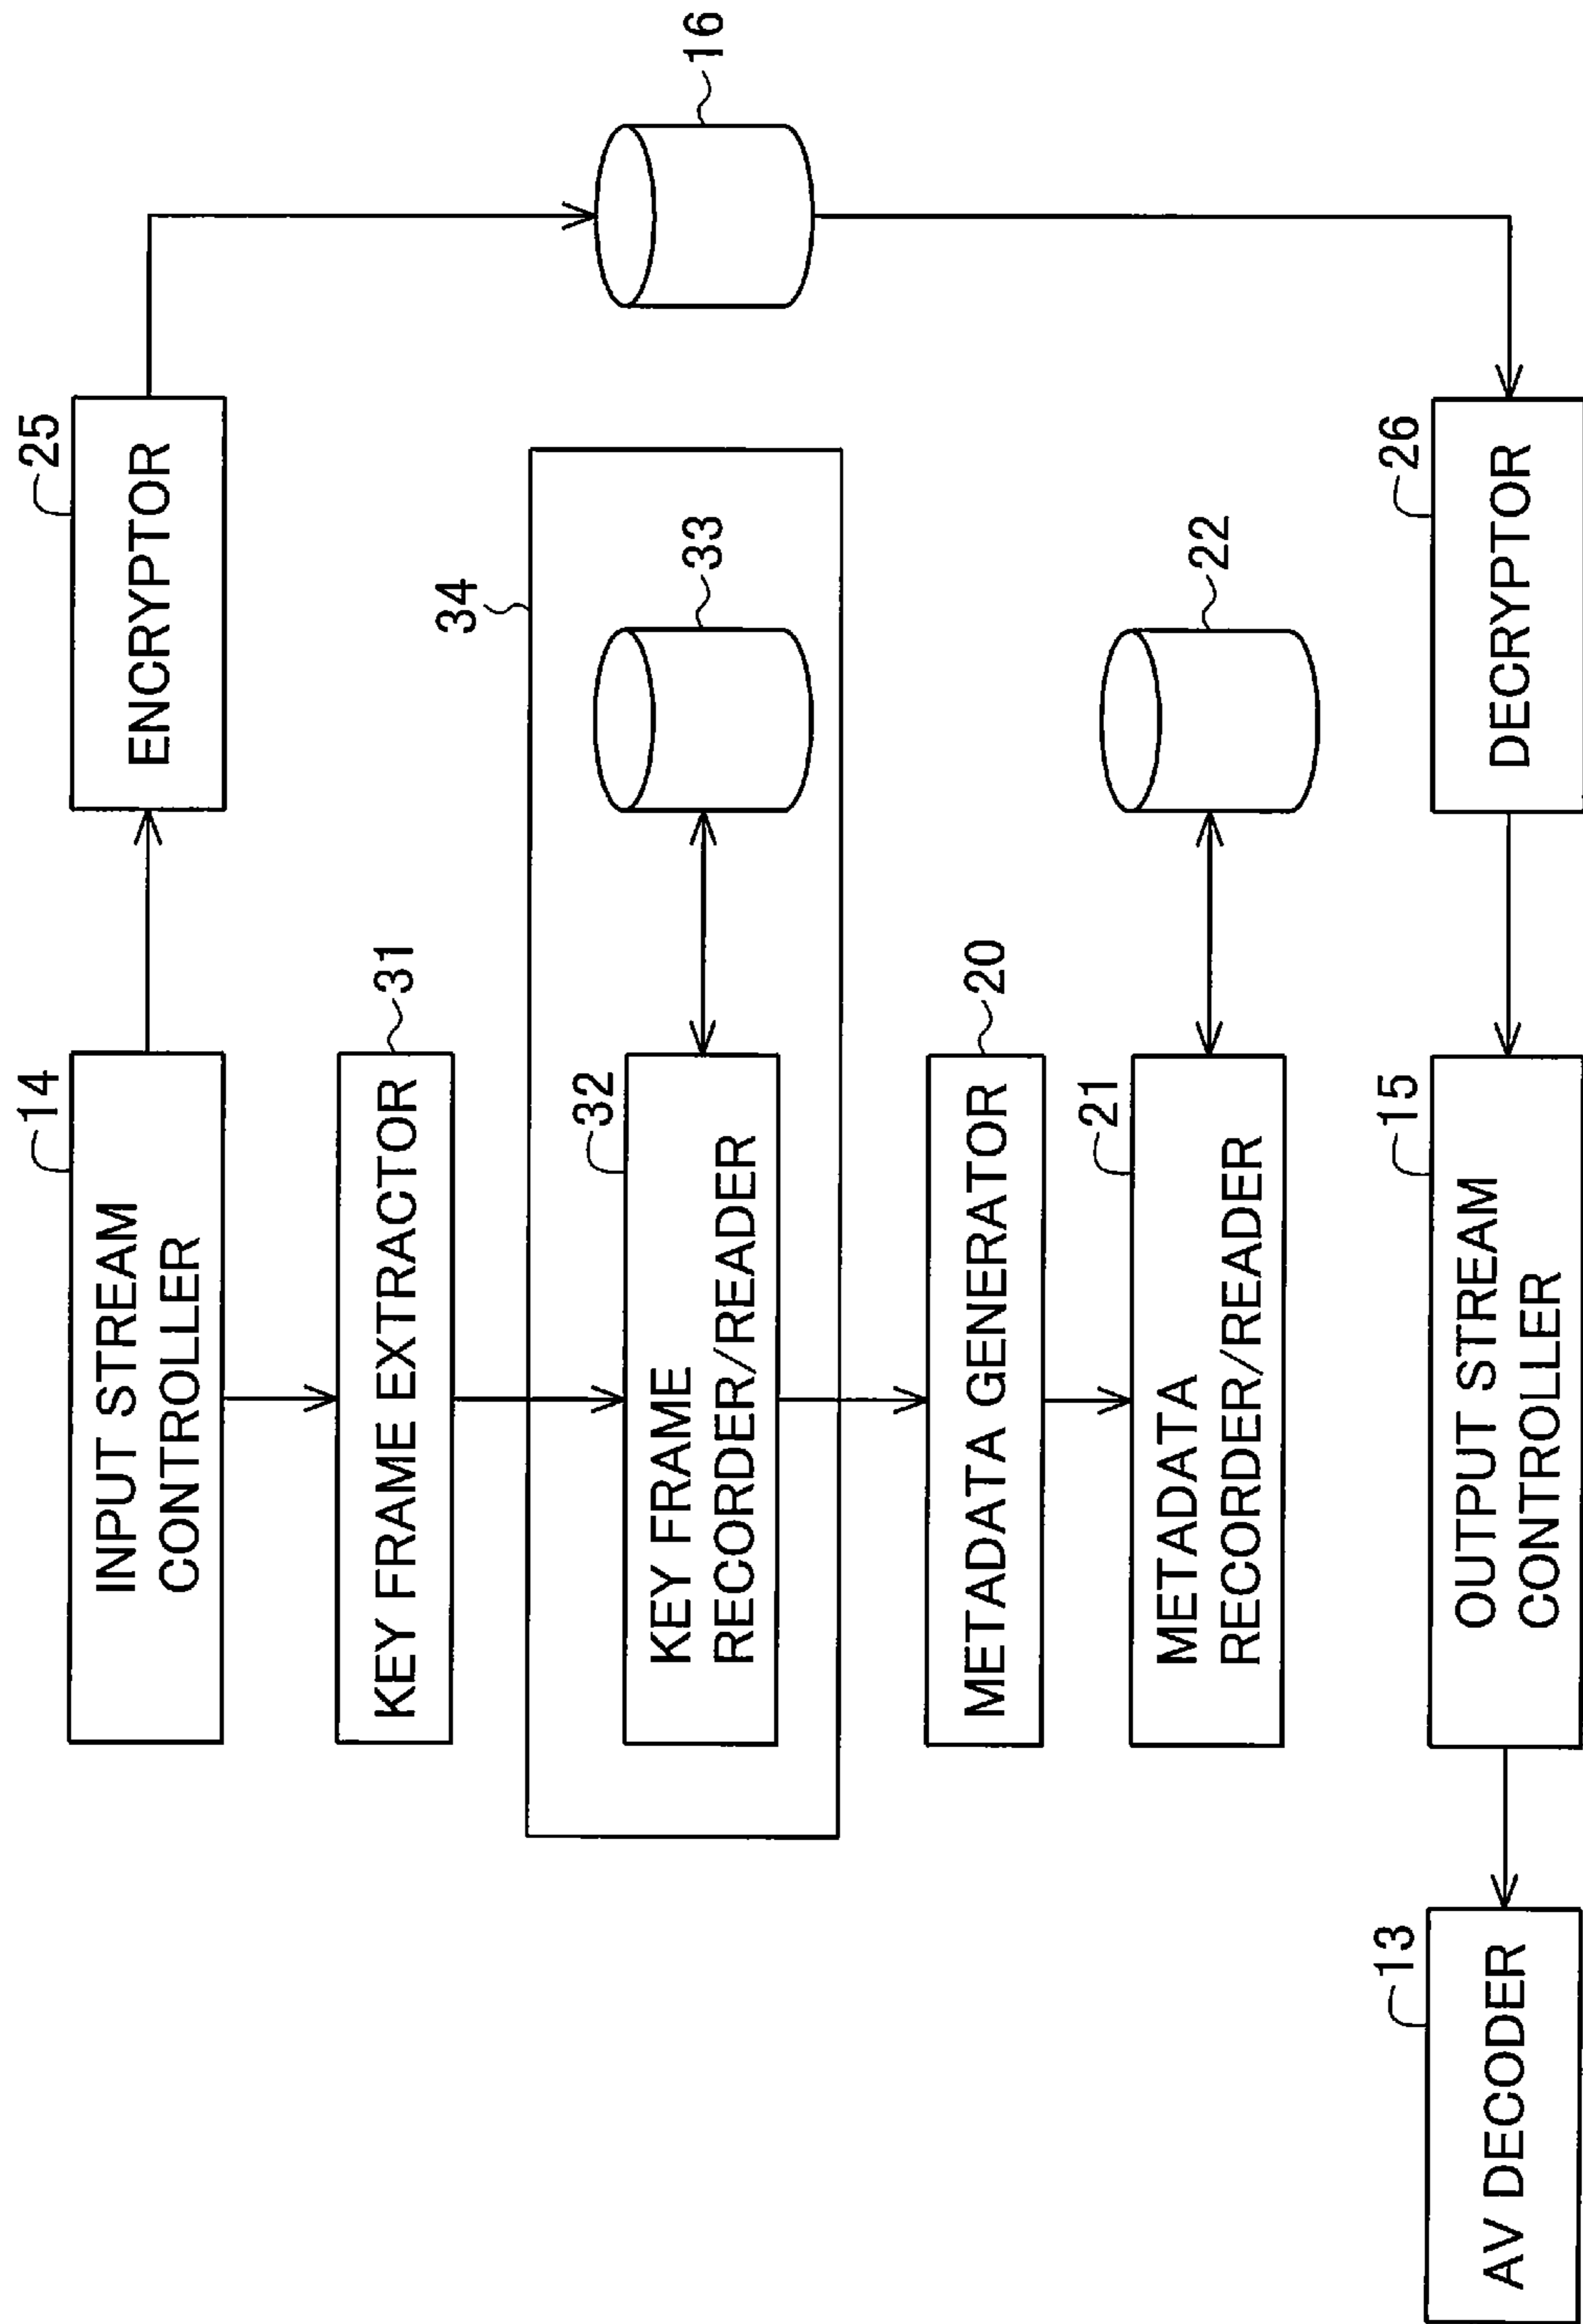 14
INPUT STREAM
CONTROLLER
25
ENCRYPTOR
16
31
KEY FRAME EXTRACTOR
34
32
KEY FRAME
RECORDER/READER
33
20
METADATA GENERATOR
21
METADATA
RECORDER/READER
22
13
AV DECODER
15
OUTPUT STREAM
CONTROLLER
26
DECRYPTOR